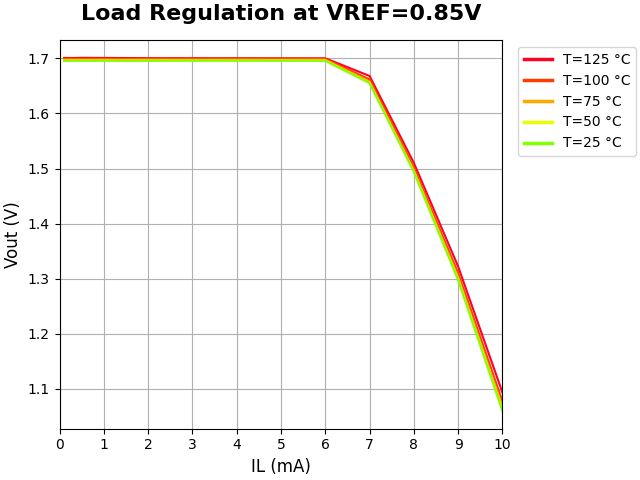 Load Regulation at VREF=0.85V
Vout (V)
1.7
1.6
1.5
1.4
1.3
1.2
1.1
0 1 2 3 4 5 6 7 8 9 10
IL (mA)
T=125 °C
T=100 °C
T=75 °C
T=50 °C
T=25 °C